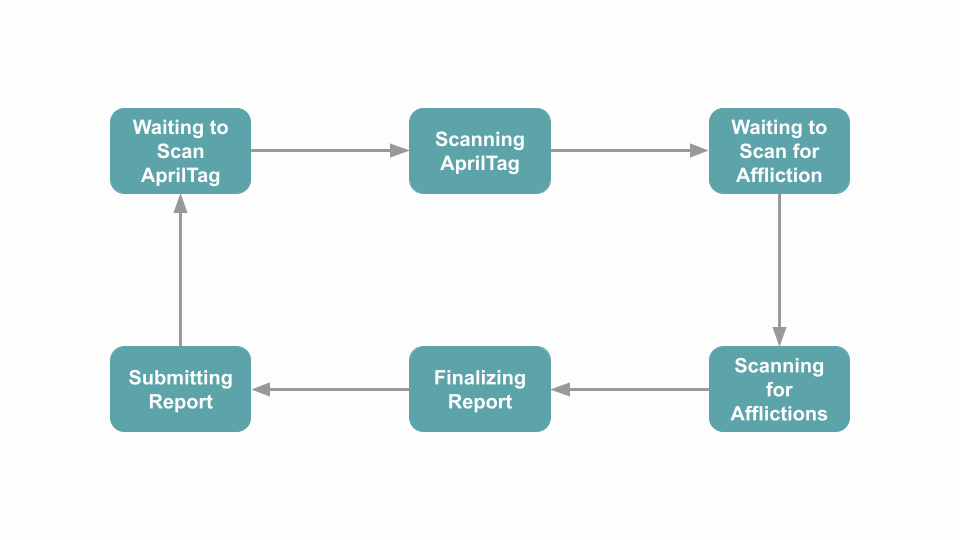 Waiting to
Scan
AprilTag
Scanning
AprilTag
Waiting to
Scan for
Affliction
Submitting
Report
Finalizing
Report
Scanning
for
Afflictions